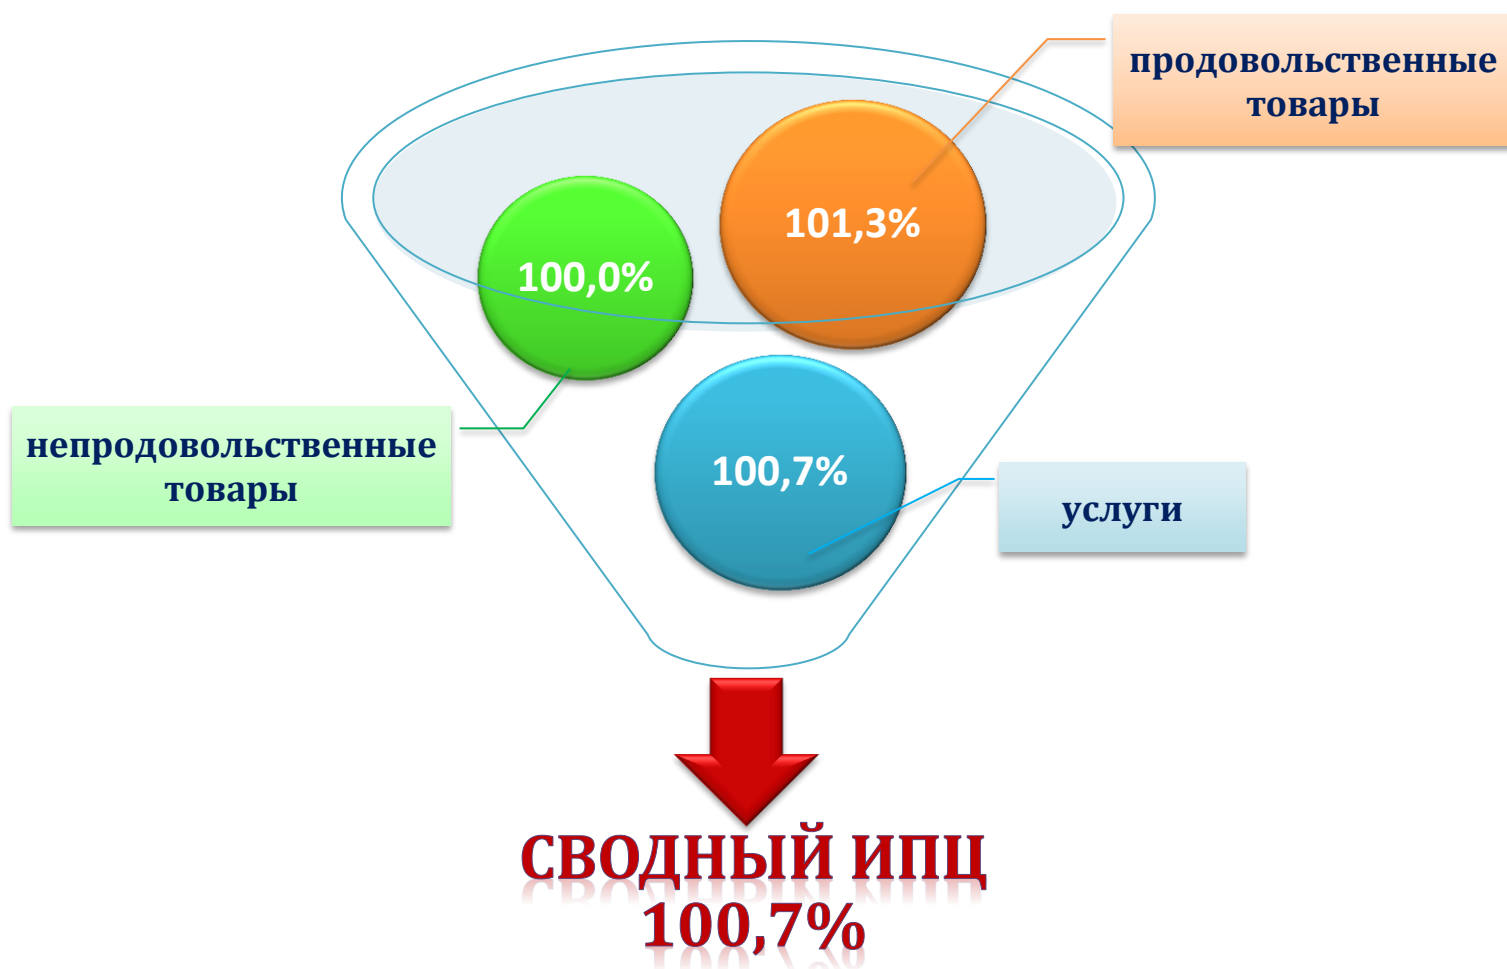 продовольственные
товары
101,3%
100,0%
непродовольственные
товары
100,7%
услуги
СВОДНЫЙ ИПЦ
100,7%